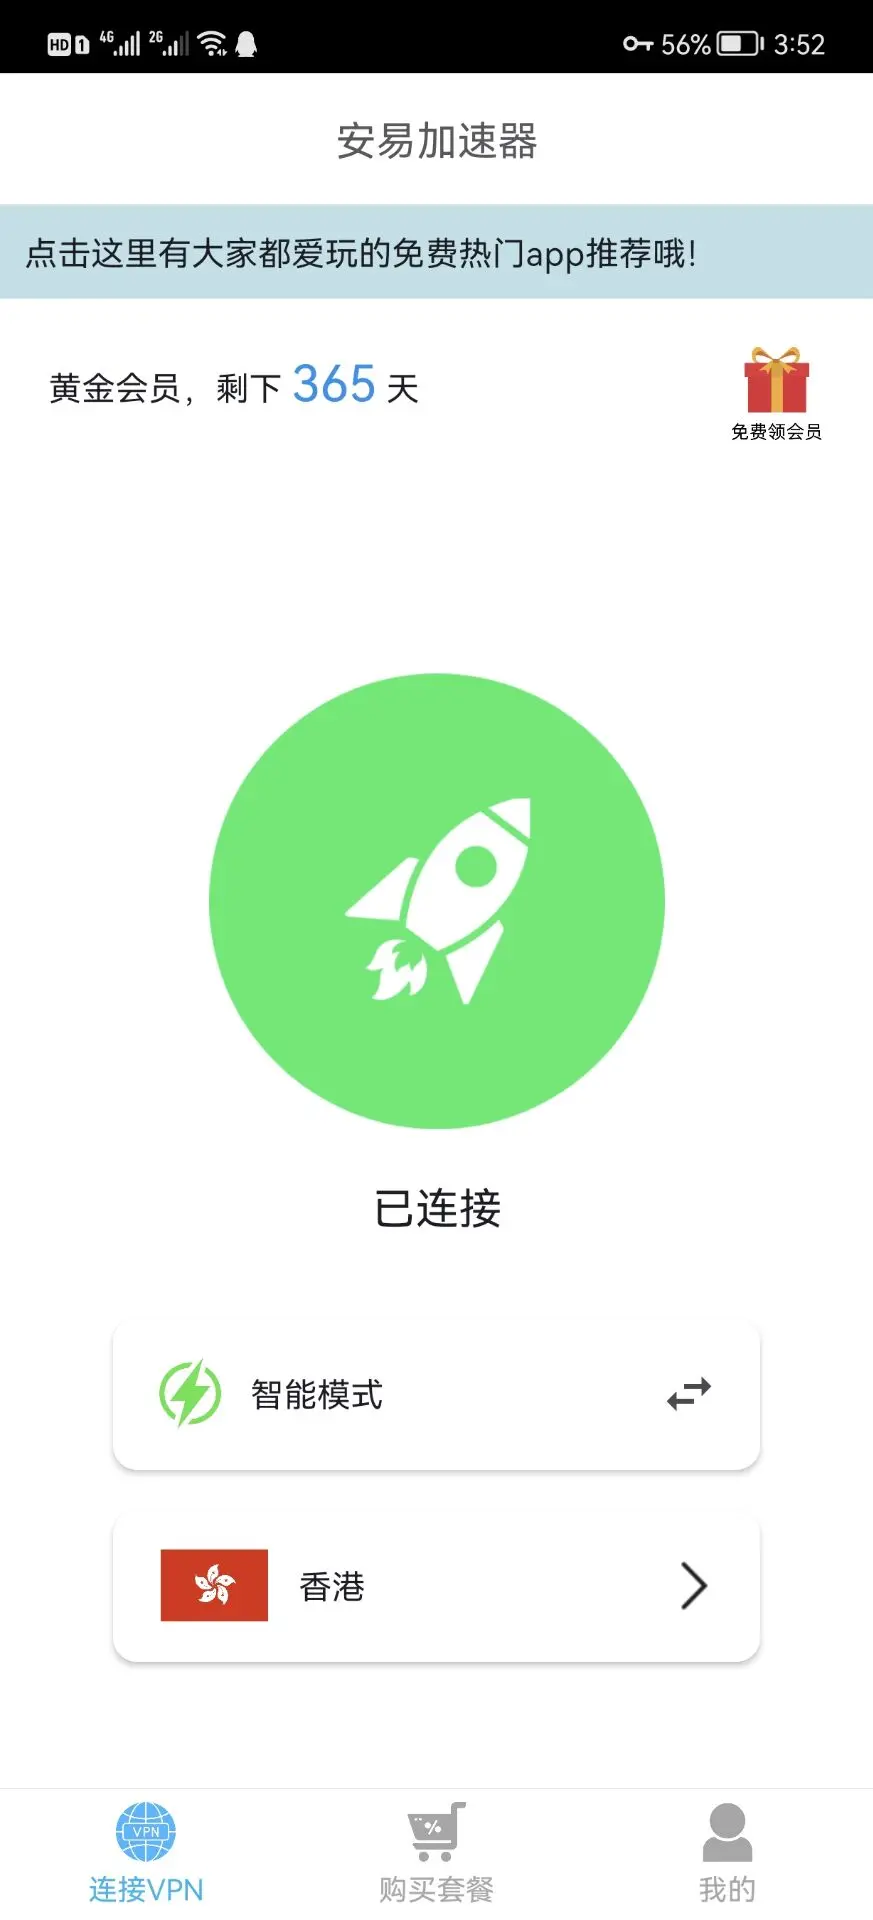 HD 1 4G 2G 56% 3:52
安易加速器
点击这里有大家都爱玩的免费热门app推荐哦!
黄金会员，剩下 365 天
免费领会员
已连接
智能模式
香港
VPN
%
连接VPN 购买套餐 我的